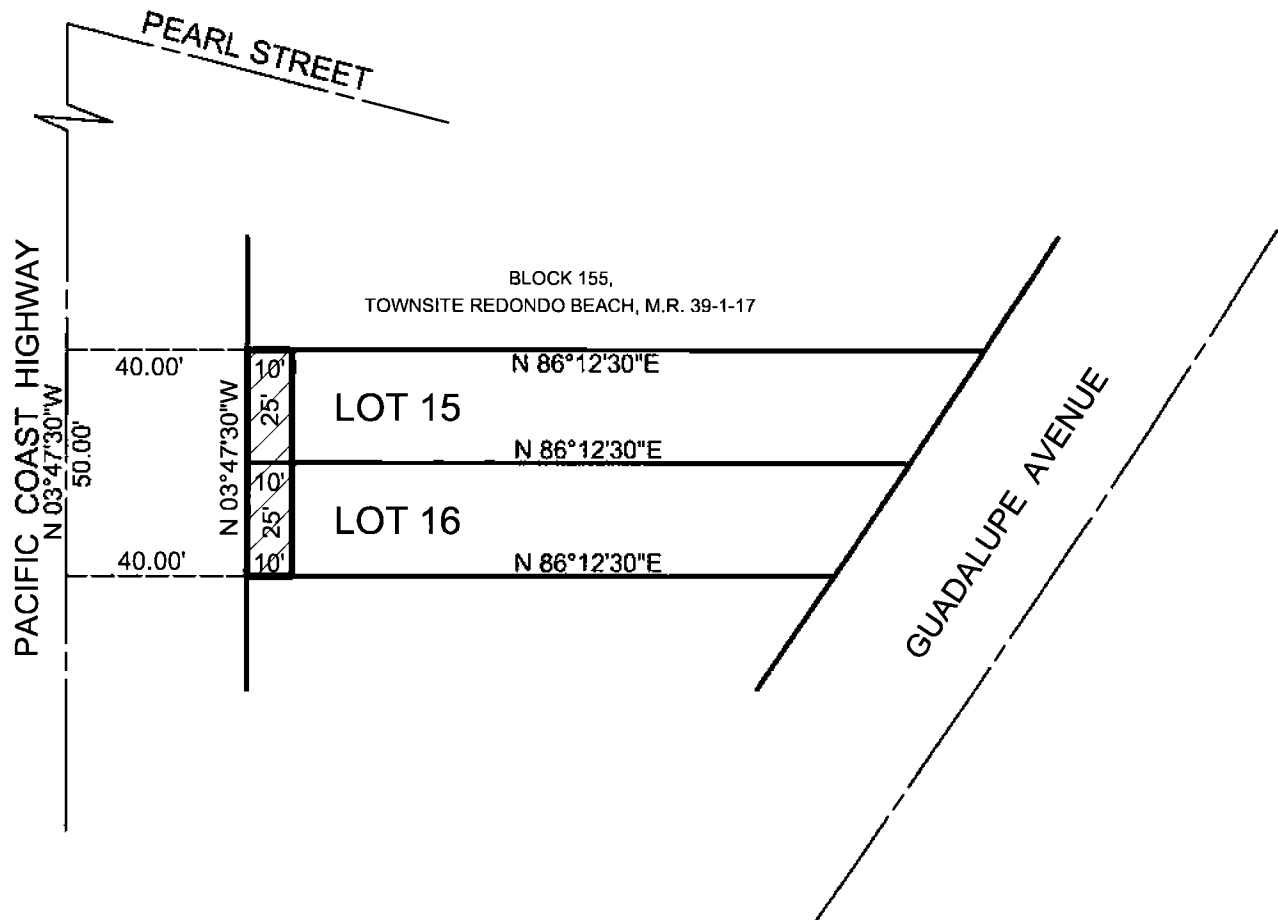 PEARL STREET
PACIFIC COAST HIGHWAY
N 03°47'30"W
50.00'
BLOCK 155,
TOWNSITE REDONDO BEACH, M.R. 39-1-17
40.00'
10'
N 86°12'30"E
N 03°47'30"W
25'
LOT 15
N 86°12'30"E
10'
25'
LOT 16
40.00'
10'
N 86°12'30"E
GUADALUPE AVENUE